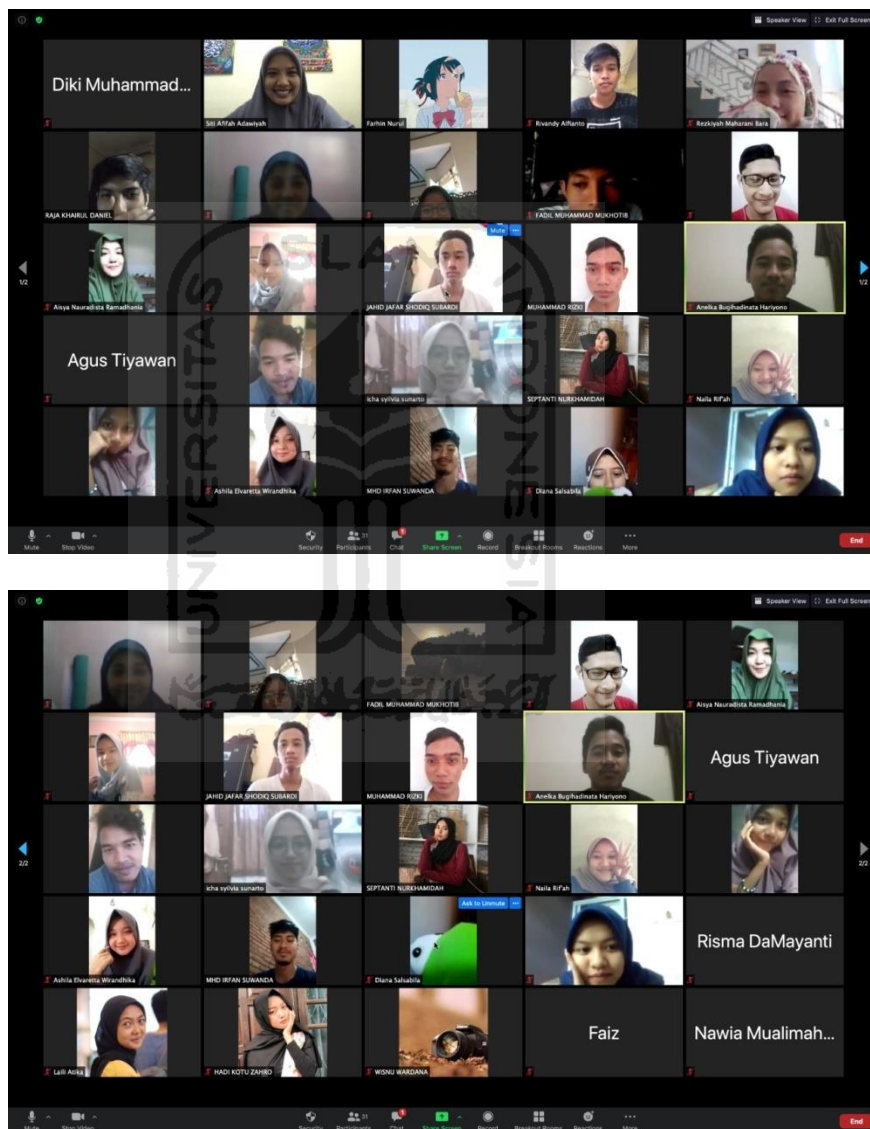 Speaker View Exit Full Screen
Diki Muhammad...
Siti Afifah Adawiyah
Farhin Nurul
Rivandy Alfianto
Rezkiyah Maharani Bara
RAJA KHAIRUL DANIEL
FADIL MUHAMMAD MUKHOTIB
Mute
1/2
Aisya Nauradista Ramadhania
JAHID JAFAR SHODIQ SUBARDI
MUHAMMAD RIZKI
Anelka Bugihadinata Hariyono
1/2
Agus Tiyawan
icha syilvia sunarto
SEPTANTI NURKHAMIDAH
Naila Rif'ah
Ashila Elvaretta Wirandhika
MHD IRFAN SUWANDA
Diana Salsabila
Mute Stop Video Security Participants 31 Chat 1 Share Screen Record Breakout Rooms Reactions More End
UNIVERSITAS
ISLAM
INDONESIA
Speaker View Exit Full Screen
FADIL MUHAMMAD MUKHOTIB
Aisya Nauradista Ramadhania
JAHID JAFAR SHODIQ SUBARDI
MUHAMMAD RIZKI
Anelka Bugihadinata Hariyono
Agus Tiyawan
2/2
icha syilvia sunarto
SEPTANTI NURKHAMIDAH
Naila Rif'ah
2/2
Ask to Unmute
Ashila Elvaretta Wirandhika
MHD IRFAN SUWANDA
Diana Salsabila
Risma DaMayanti
Laili Atika
HADI KOTU ZAHRO
WISNU WARDANA
Faiz
Nawia Mualimah...
Mute Stop Video Security Participants 31 Chat 1 Share Screen Record Breakout Rooms Reactions More End